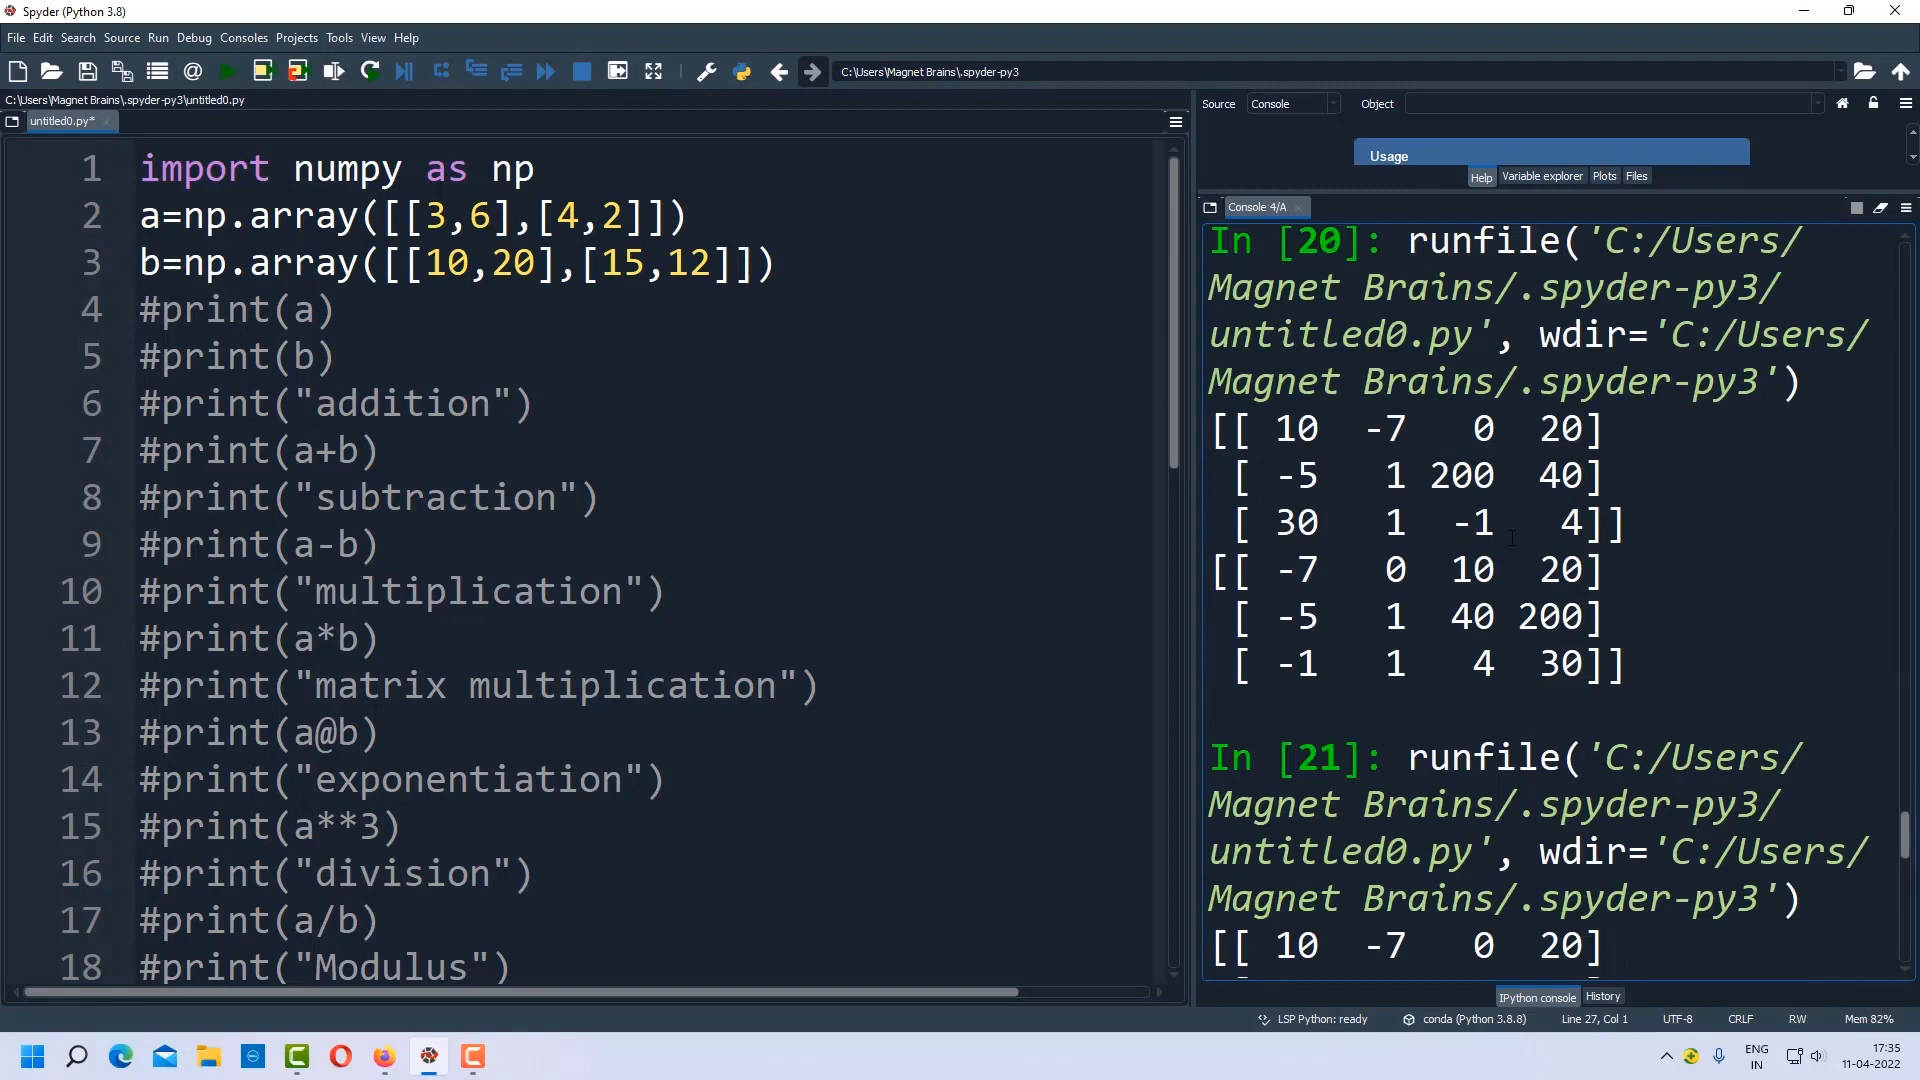 Spyder (Python 3.8)
File Edit Search Source Run Debug Consoles Projects Tools View Help
C:\Users\Magnet Brains\.spyder-py3
C:\Users\Magnet Brains\.spyder-py3\untitled0.py
untitled0.py*
1 import numpy as np
2 a=np.array([[3,6],[4,2]])
3 b=np.array([[10,20],[15,12]])
4 #print(a)
5 #print(b)
6 #print("addition")
7 #print(a+b)
8 #print("subtraction")
9 #print(a-b)
10 #print("multiplication")
11 #print(a*b)
12 #print("matrix multiplication")
13 #print(a@b)
14 #print("exponentiation")
15 #print(a**3)
16 #print("division")
17 #print(a/b)
18 #print("Modulus")
Source Console Object
Usage
Help Variable explorer Plots Files
Console 4/A
In [20]: runfile('C:/Users/
Magnet Brains/.spyder-py3/
untitled0.py', wdir='C:/Users/
Magnet Brains/.spyder-py3')
[[ 10 -7 0 20]
[ -5 1 200 40]
[ 30 1 -1 4]]
[[ -7 0 10 20]
[ -5 1 40 200]
[ -1 1 4 30]]
In [21]: runfile('C:/Users/
Magnet Brains/.spyder-py3/
untitled0.py', wdir='C:/Users/
Magnet Brains/.spyder-py3')
[[ 10 -7 0 20]
IPython console History
LSP Python: ready conda (Python 3.8.8) Line 27, Col 1 UTF-8 CRLF RW Mem 82%
ENG
IN
17:35
11-04-2022